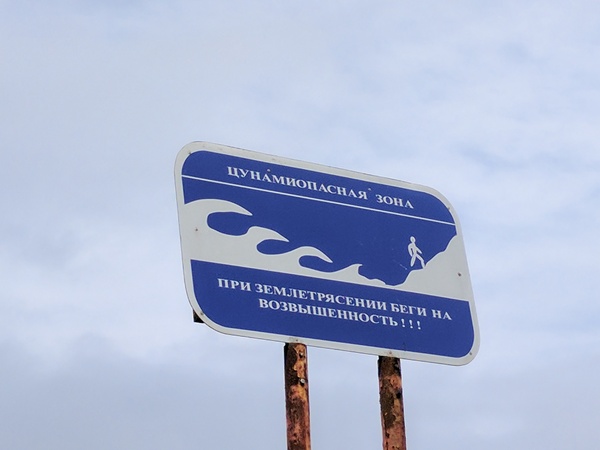 ЦУНАМИОПАСНАЯ ЗОНА
ПРИ ЗЕМЛЕТРЯСЕНИИ БЕГИ НА
ВОЗВЫШЕННОСТЬ!!!